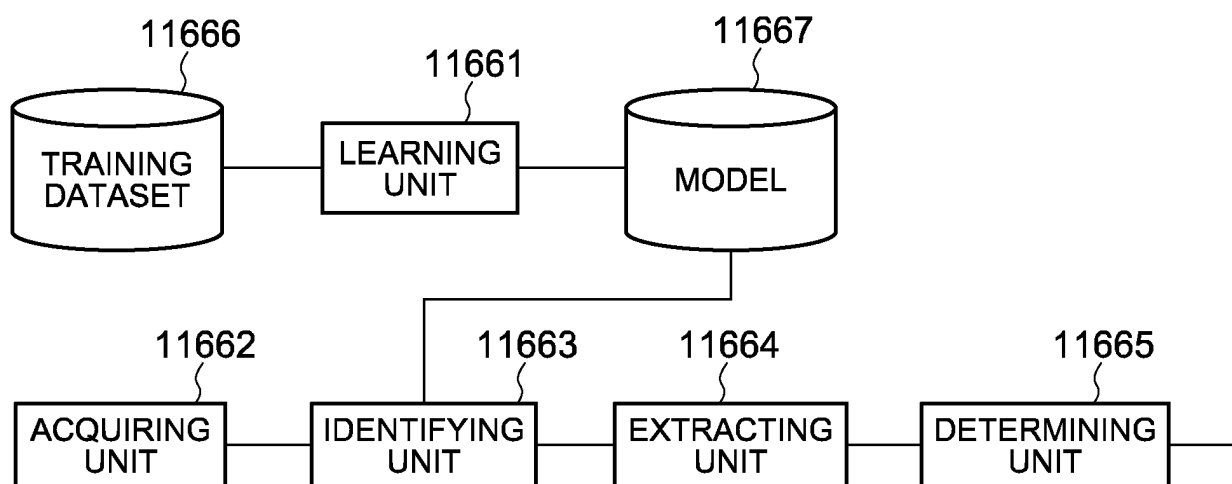 11666
11661
11667
TRAINING
DATASET
LEARNING
UNIT
MODEL
11662
11663
11664
11665
ACQUIRING
UNIT
IDENTIFYING
UNIT
EXTRACTING
UNIT
DETERMINING
UNIT